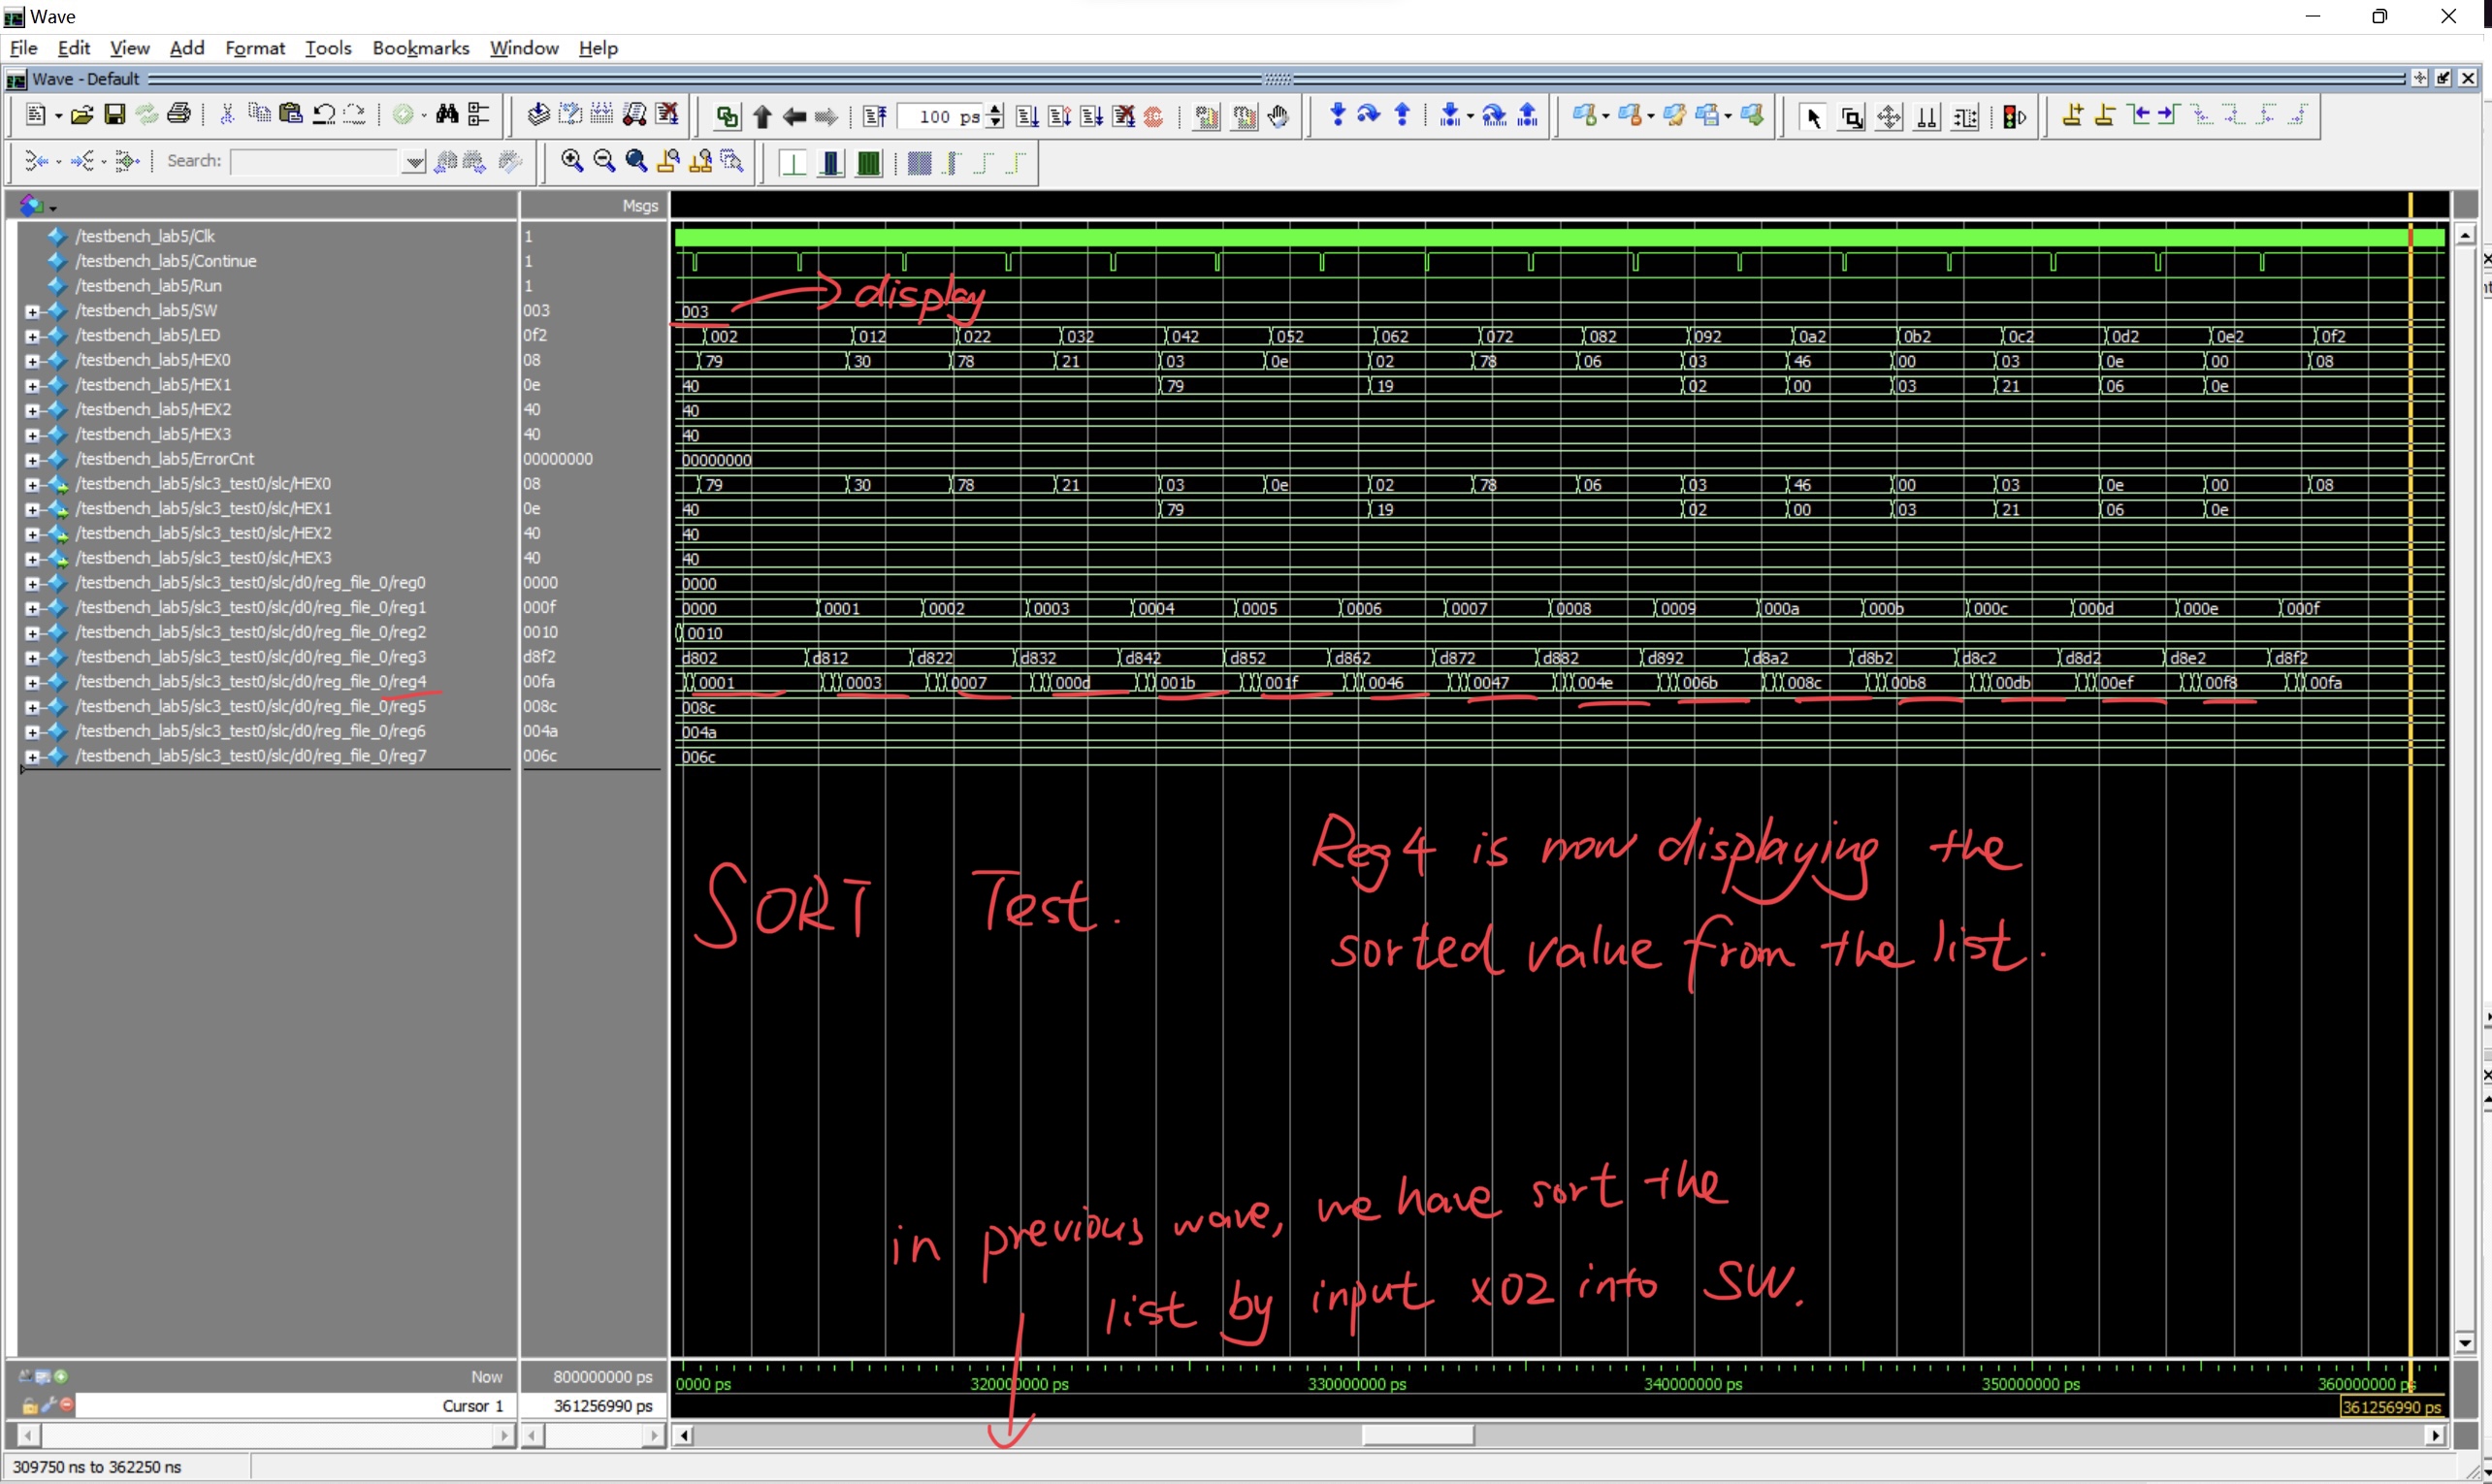 Wave
File Edit View Add Format Tools Bookmarks Window Help
Wave - Default
100 ps
Search:
Msgs
/testbench_lab5/Clk 1
/testbench_lab5/Continue 1
/testbench_lab5/Run 1
display
/testbench_lab5/SW 003 003
/testbench_lab5/LED 0f2 002 012 022 032 042 052 062 072 082 092 0a2 0b2 0c2 0d2 0e2 0f2
/testbench_lab5/HEX0 08 79 30 78 21 03 0e 02 78 06 03 46 00 03 0e 00 08
/testbench_lab5/HEX1 0e 40 79 19 02 00 03 21 06 0e
/testbench_lab5/HEX2 40 40
/testbench_lab5/HEX3 40 40
/testbench_lab5/ErrorCnt 00000000 00000000
/testbench_lab5/slc3_test0/slc/HEX0 08 79 30 78 21 03 0e 02 78 06 03 46 00 03 0e 00 08
/testbench_lab5/slc3_test0/slc/HEX1 0e 40 79 19 02 00 03 21 06 0e
/testbench_lab5/slc3_test0/slc/HEX2 40 40
/testbench_lab5/slc3_test0/slc/HEX3 40 40
/testbench_lab5/slc3_test0/slc/d0/reg_file_0/reg0 0000 0000
/testbench_lab5/slc3_test0/slc/d0/reg_file_0/reg1 000f 0000 0001 0002 0003 0004 0005 0006 0007 0008 0009 000a 000b 000c 000d 000e 000f
/testbench_lab5/slc3_test0/slc/d0/reg_file_0/reg2 0010 0010
/testbench_lab5/slc3_test0/slc/d0/reg_file_0/reg3 d8f2 d802 d812 d822 d832 d842 d852 d862 d872 d882 d892 d8a2 d8b2 d8c2 d8d2 d8e2 d8f2
/testbench_lab5/slc3_test0/slc/d0/reg_file_0/reg4 00fa 0001 0003 0007 000d 001b 001f 0046 0047 004e 006b 008c 00b8 00db 00ef 00f8 00fa
/testbench_lab5/slc3_test0/slc/d0/reg_file_0/reg5 008c 008c
/testbench_lab5/slc3_test0/slc/d0/reg_file_0/reg6 004a 004a
/testbench_lab5/slc3_test0/slc/d0/reg_file_0/reg7 006c 006c
SORT Test.
Reg4 is now displaying the
sorted value from the list.
in previous wave, we have sort the
list by input x02 into SW.
Now 800000000 ps 0000 ps 320000000 ps 330000000 ps 340000000 ps 350000000 ps 360000000 ps
Cursor 1 361256990 ps 361256990 ps
309750 ns to 362250 ns